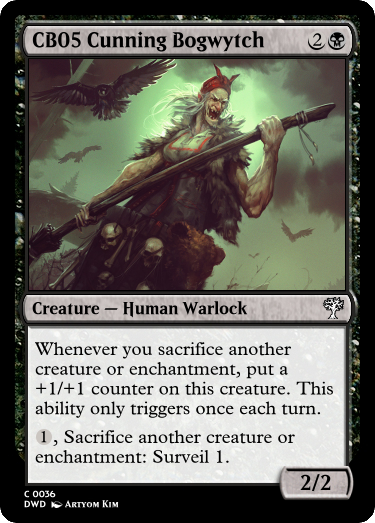 CB05 Cunning Bogwytch 2
Creature — Human Warlock
Whenever you sacrifice another
creature or enchantment, put a
+1/+1 counter on this creature. This
ability only triggers once each turn.
1, Sacrifice another creature or
enchantment: Surveil 1.
2/2
C 0036
DWD Artyom Kim